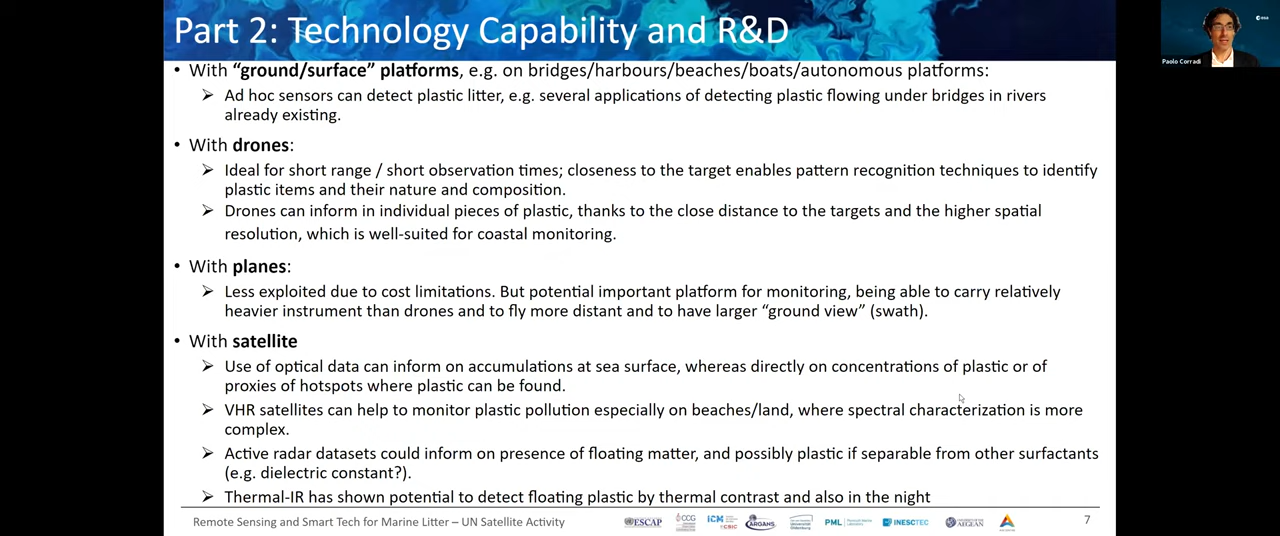 Part 2: Technology Capability and R&D
esa
Paolo Corradi
• With “ground/surface” platforms, e.g. on bridges/harbours/beaches/boats/autonomous platforms:
➢ Ad hoc sensors can detect plastic litter, e.g. several applications of detecting plastic flowing under bridges in rivers
already existing.
• With drones:
➢ Ideal for short range / short observation times; closeness to the target enables pattern recognition techniques to identify
plastic items and their nature and composition.
➢ Drones can inform in individual pieces of plastic, thanks to the close distance to the targets and the higher spatial
resolution, which is well-suited for coastal monitoring.
• With planes:
➢ Less exploited due to cost limitations. But potential important platform for monitoring, being able to carry relatively
heavier instrument than drones and to fly more distant and to have larger “ground view” (swath).
• With satellite
➢ Use of optical data can inform on accumulations at sea surface, whereas directly on concentrations of plastic or of
proxies of hotspots where plastic can be found.
➢ VHR satellites can help to monitor plastic pollution especially on beaches/land, where spectral characterization is more
complex.
➢ Active radar datasets could inform on presence of floating matter, and possibly plastic if separable from other surfactants
(e.g. dielectric constant?).
➢ Thermal-IR has shown potential to detect floating plastic by thermal contrast and also in the night
Remote Sensing and Smart Tech for Marine Litter – UN Satellite Activity
ESCAP
CCG
ICM
CSIC
ARGANS
PML
INESCTEC
AEGEAN
7